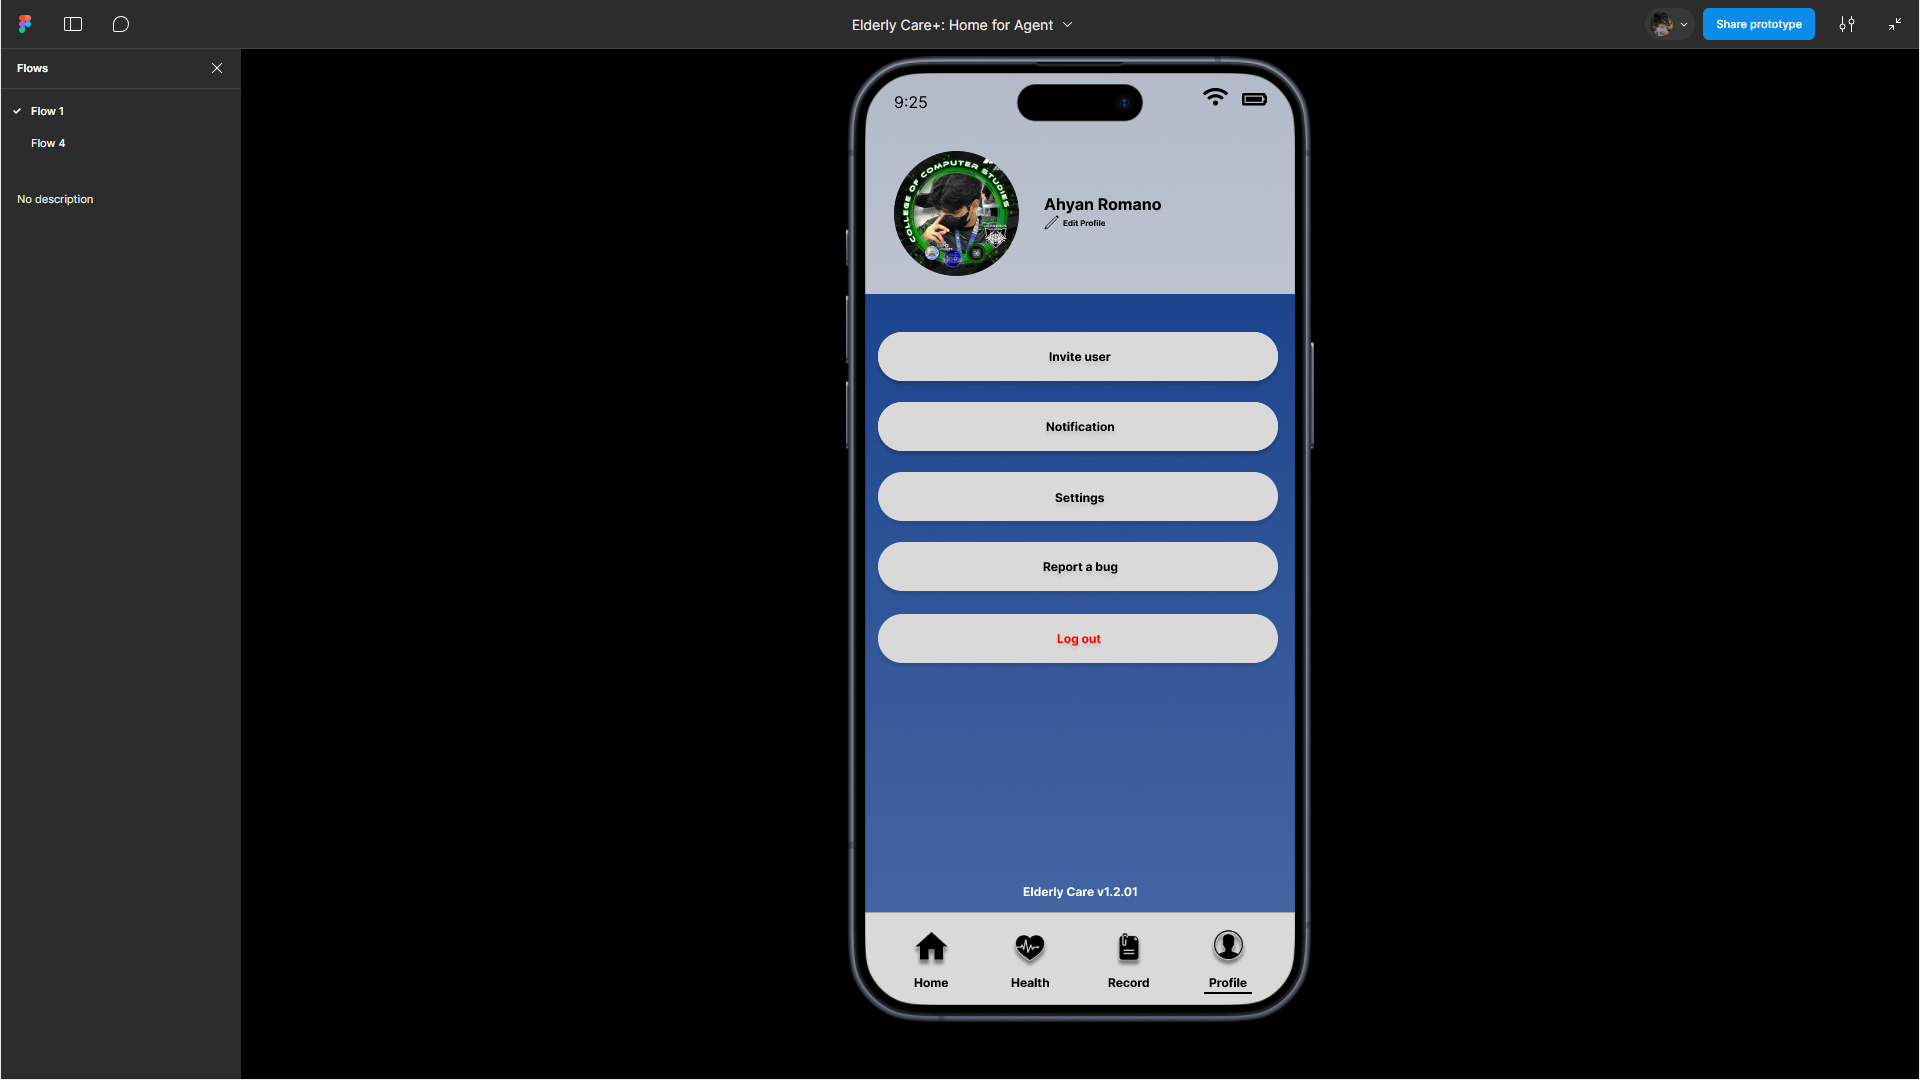 Elderly Care+: Home for Agent
Share prototype
Flows
Flow 1
Flow 4
No description
9:25
COLLEGE OF COMPUTER STUDIES
Ahyan Romano
Edit Profile
Invite user
Notification
Settings
Report a bug
Log out
Elderly Care v1.2.01
Home
Health
Record
Profile